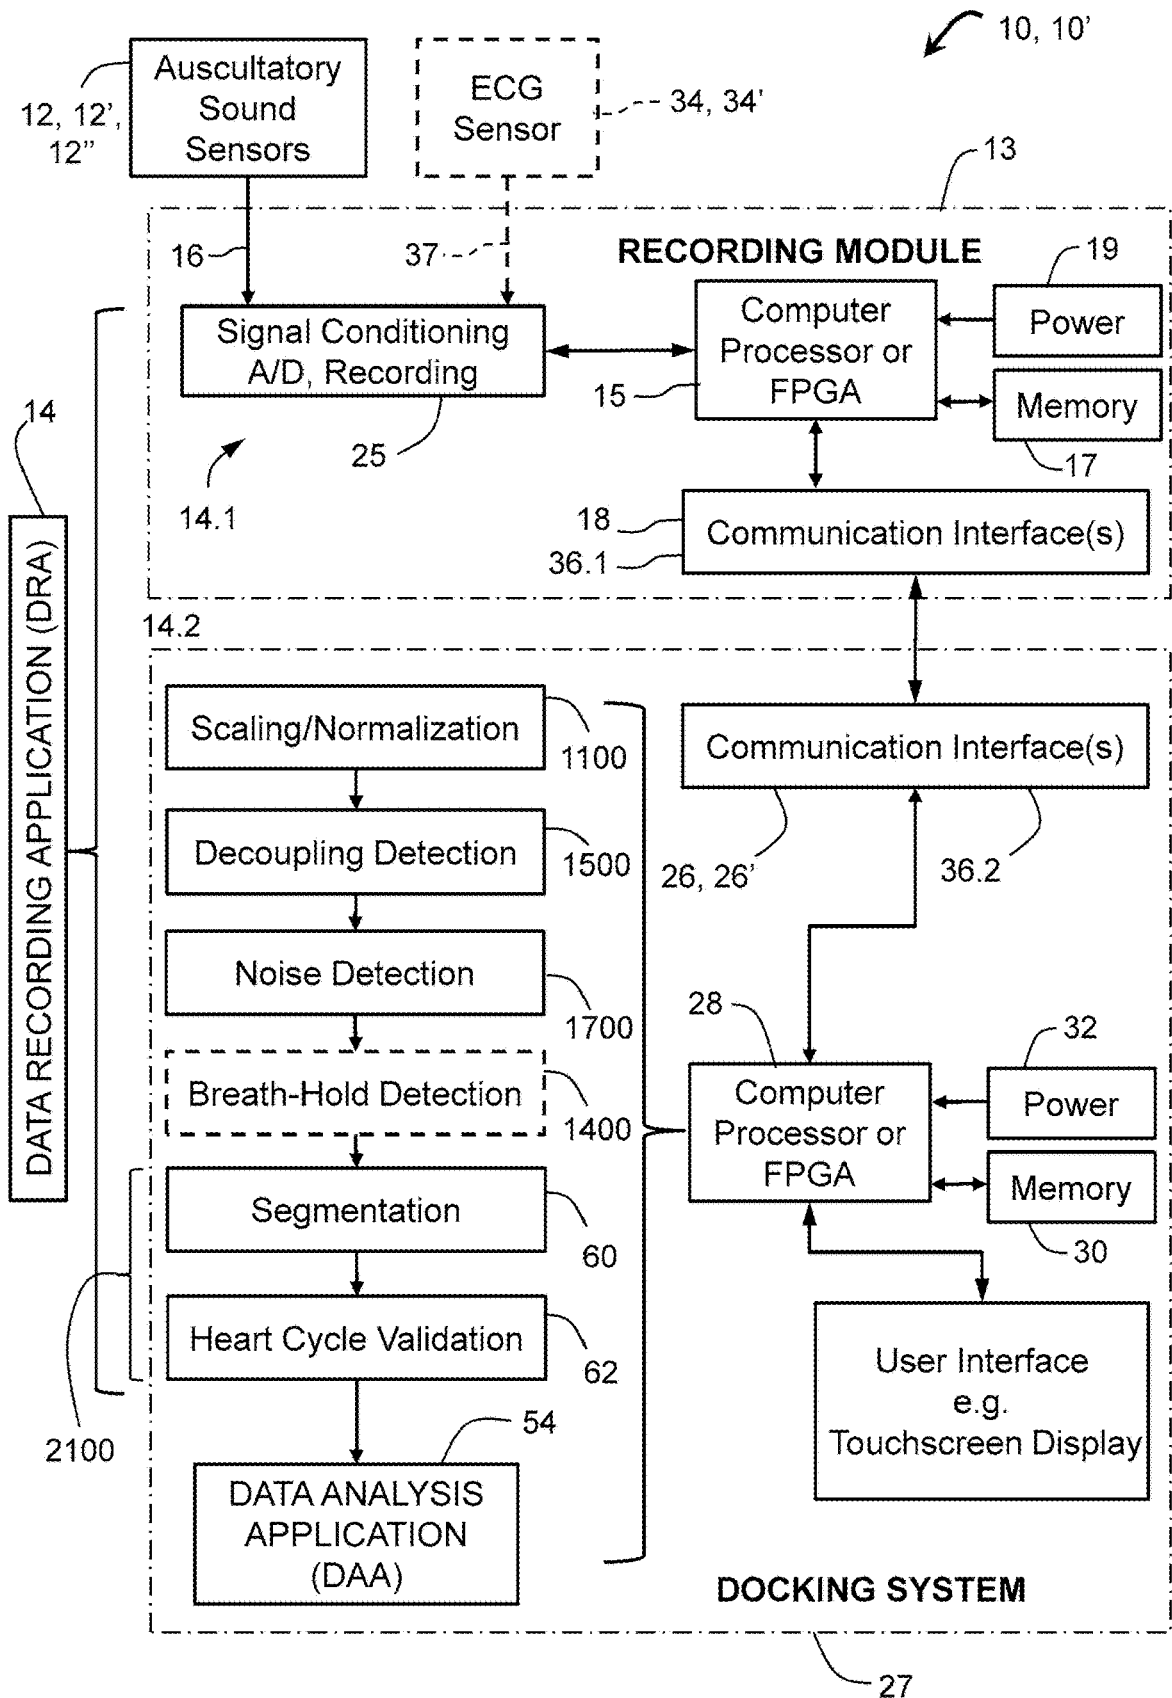 10, 10'
Auscultatory
Sound
Sensors
12, 12',
12"
ECG
Sensor
34, 34'
13
16
37
RECORDING MODULE
19
Signal Conditioning
A/D, Recording
Computer
Processor or
FPGA
Power
Memory
15
17
14
25
14.1
18
36.1
Communication Interface(s)
DATA RECORDING APPLICATION (DRA)
14.2
Scaling/Normalization
1100
Communication Interface(s)
Decoupling Detection
1500
26, 26'
36.2
Noise Detection
1700
28
32
Breath-Hold Detection
1400
Computer
Processor or
FPGA
Power
Memory
30
Segmentation
60
Heart Cycle Validation
62
2100
User Interface
e.g.
Touchscreen Display
54
DATA ANALYSIS
APPLICATION
(DAA)
DOCKING SYSTEM
27